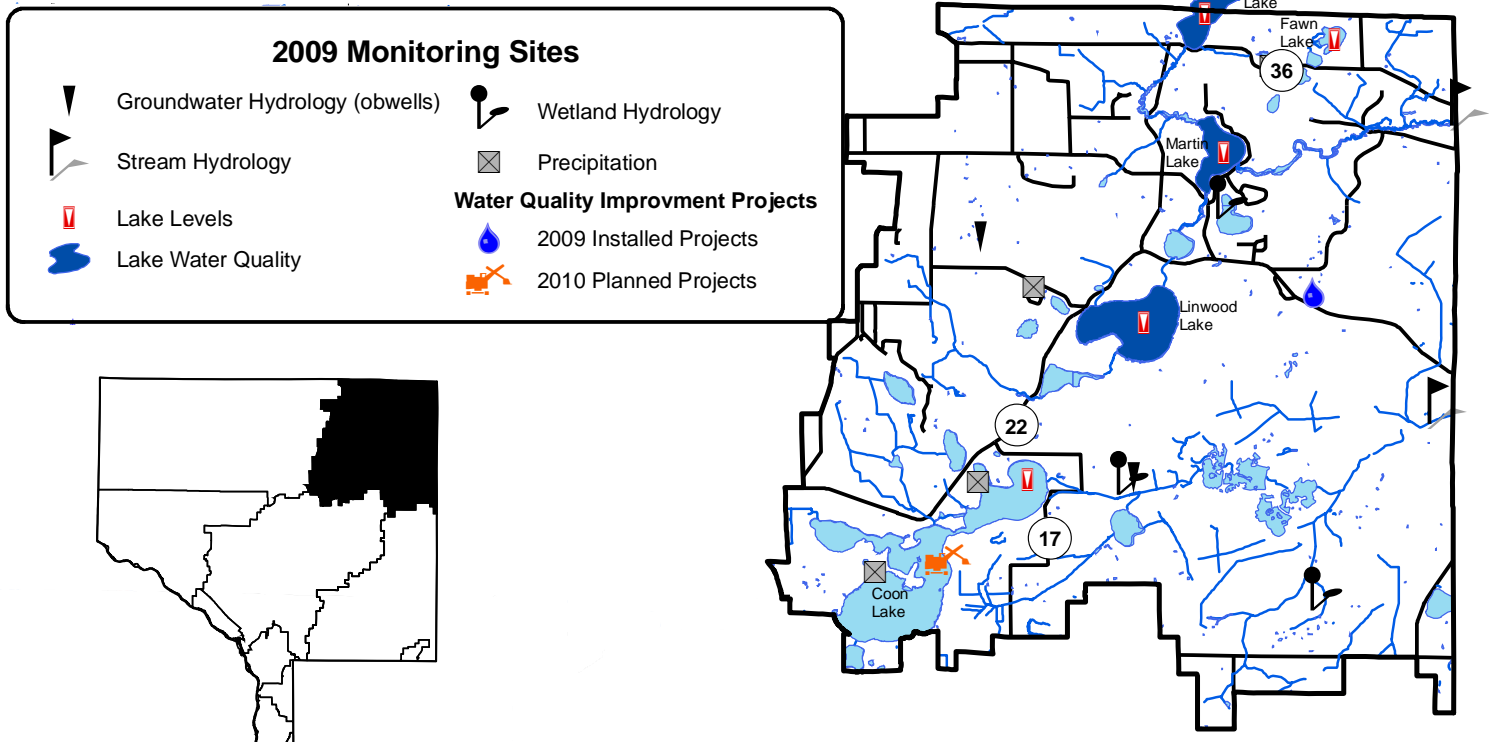 2009 Monitoring Sites
Groundwater Hydrology (obwells)
Stream Hydrology
Lake Levels
Lake Water Quality
Wetland Hydrology
Precipitation
Water Quality Improvment Projects
2009 Installed Projects
2010 Planned Projects
Lake
Fawn
Lake
36
Martin
Lake
Linwood
Lake
22
17
Coon
Lake